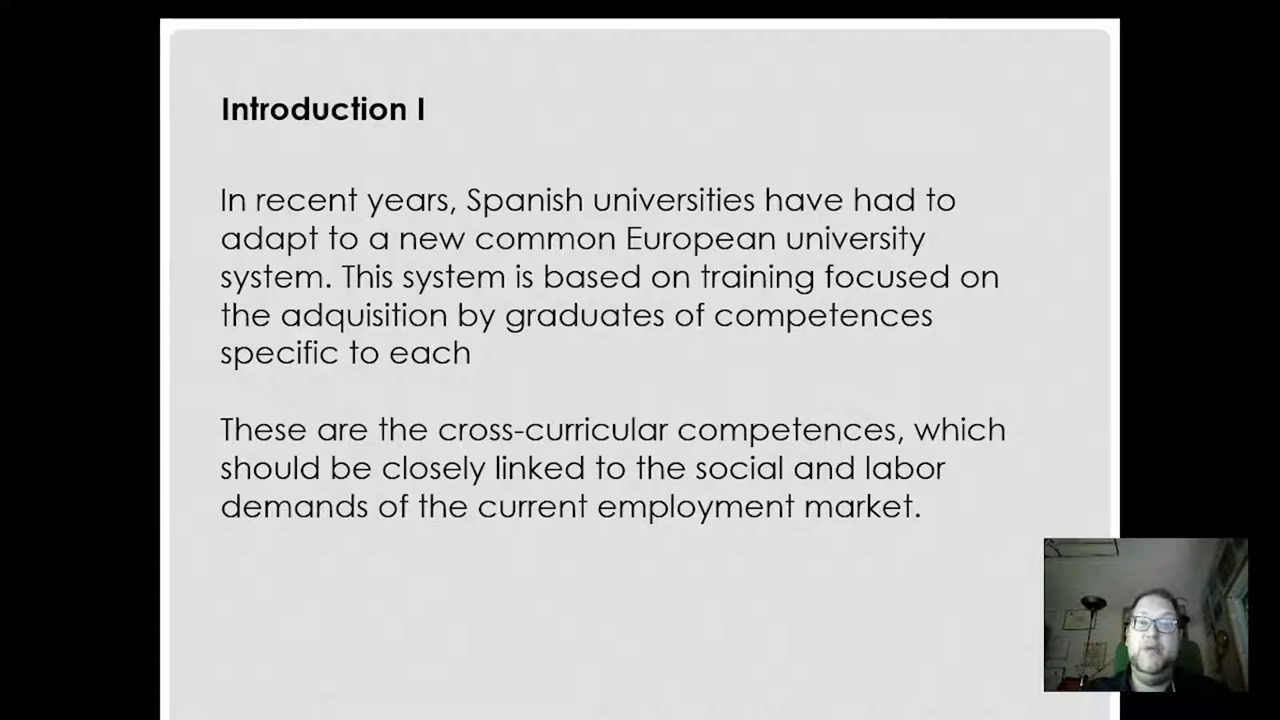 Introduction I
In recent years, Spanish universities have had to
adapt to a new common European university
system. This system is based on training focused on
the adquisition by graduates of competences
specific to each
These are the cross-curricular competences, which
should be closely linked to the social and labor
demands of the current employment market.